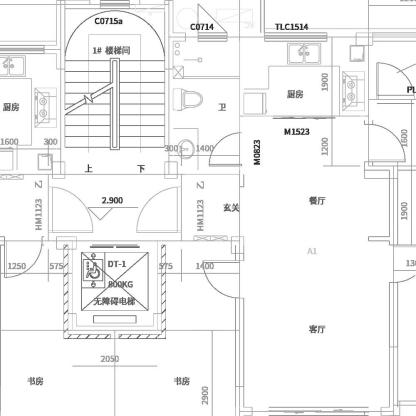 C0715a
C0714
TLC1514
1# 楼梯间
厨房
卫
厨房
1900
M1523
1600
300
300
1400
M0823
1200
1600
上
下
HM1123
2.900
HM1123
玄关
餐厅
1900
A1
1250
575
DT-1
800KG
无障碍电梯
575
1400
客厅
2050
书房
书房
2900